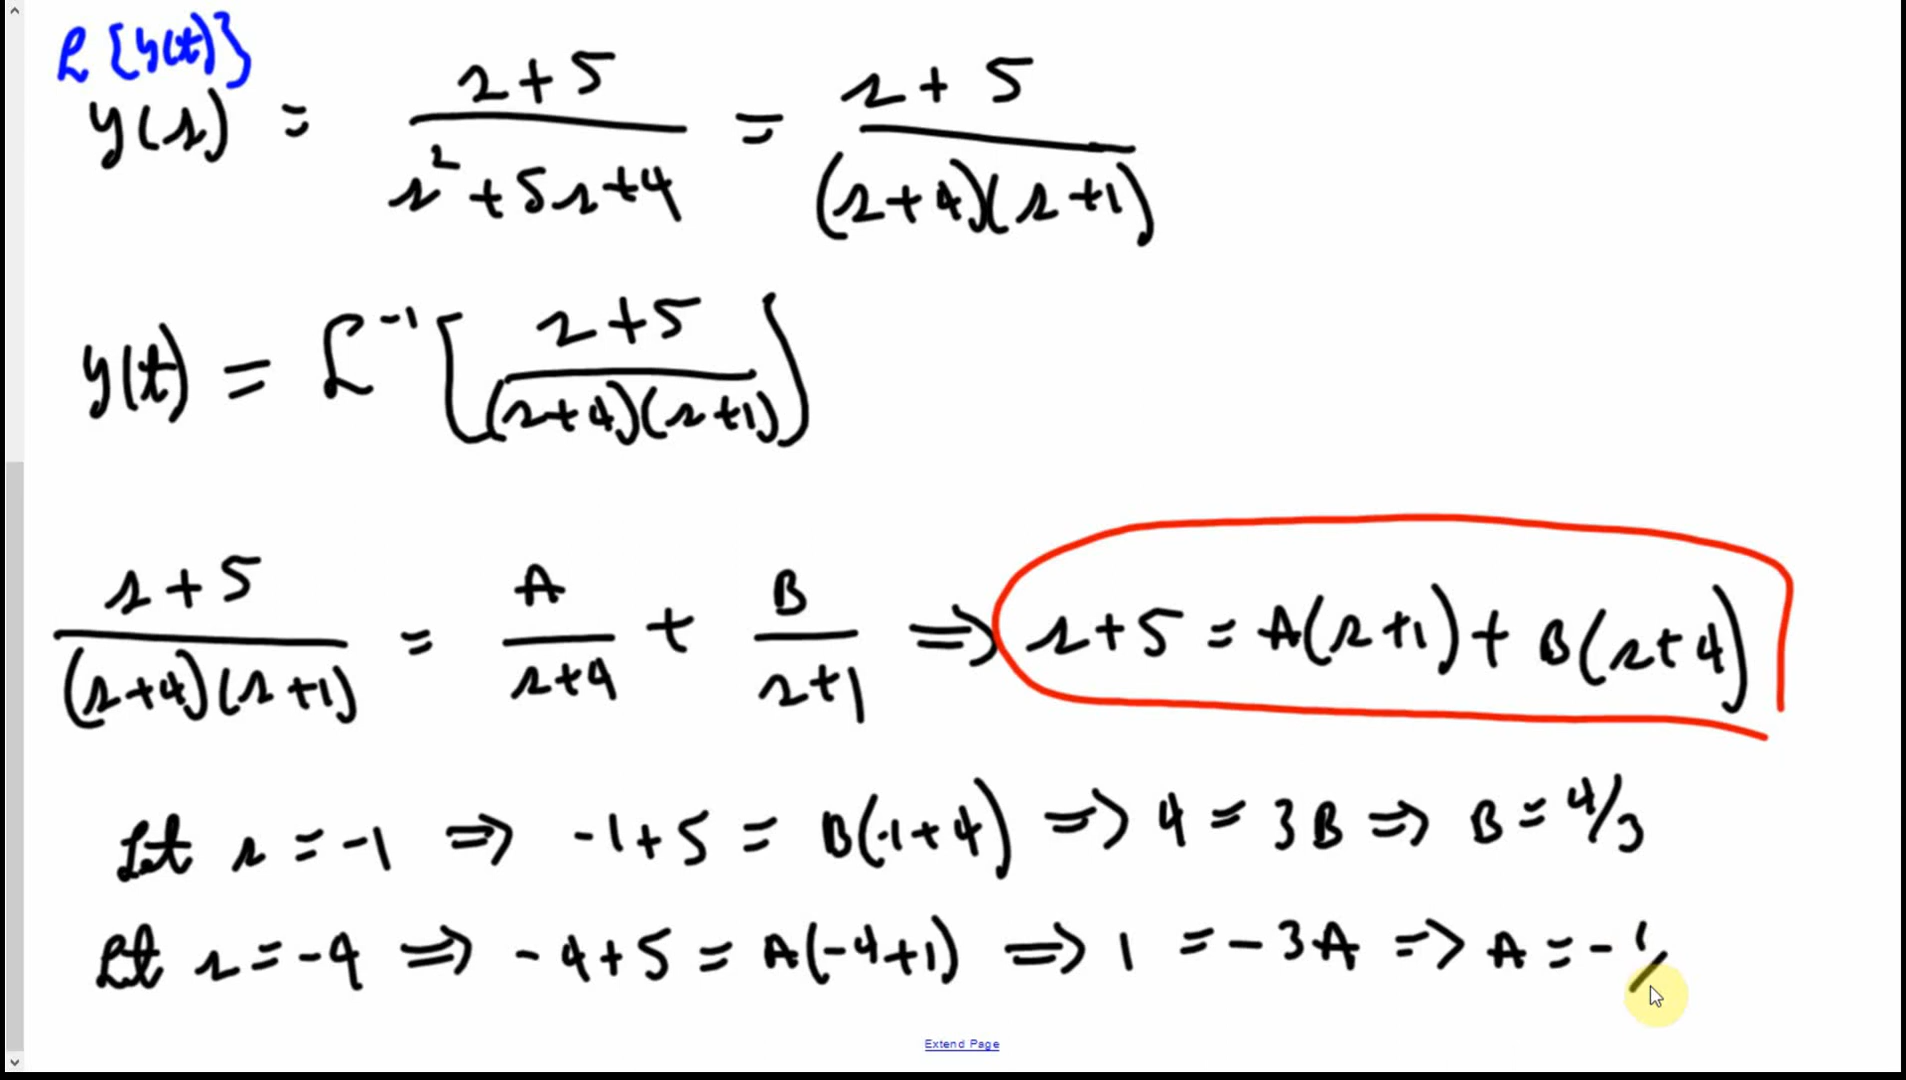 ℒ{y(t)}
y(s) = (s+5)/(s²+5s+4) = (s+5)/((s+4)(s+1))
y(t) = ℒ⁻¹[(s+5)/((s+4)(s+1))]
(s+5)/((s+4)(s+1)) = A/(s+4) + B/(s+1) ⇒ s+5 = A(s+1) + B(s+4)
Let s = -1 ⇒ -1+5 = B(-1+4) ⇒ 4 = 3B ⇒ B = 4/3
Let s = -4 ⇒ -4+5 = A(-4+1) ⇒ 1 = -3A ⇒ A = -1/
Extend Page